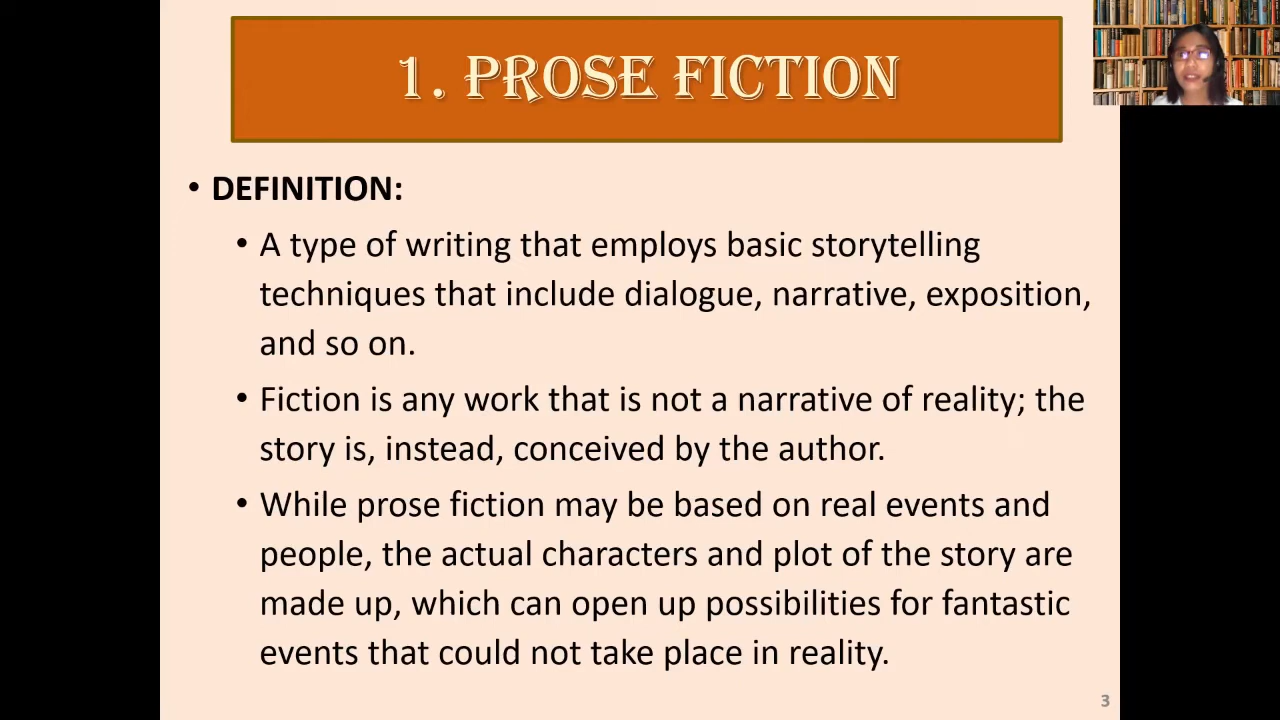 1. PROSE FICTION
• DEFINITION:
• A type of writing that employs basic storytelling
techniques that include dialogue, narrative, exposition,
and so on.
• Fiction is any work that is not a narrative of reality; the
story is, instead, conceived by the author.
• While prose fiction may be based on real events and
people, the actual characters and plot of the story are
made up, which can open up possibilities for fantastic
events that could not take place in reality.
3